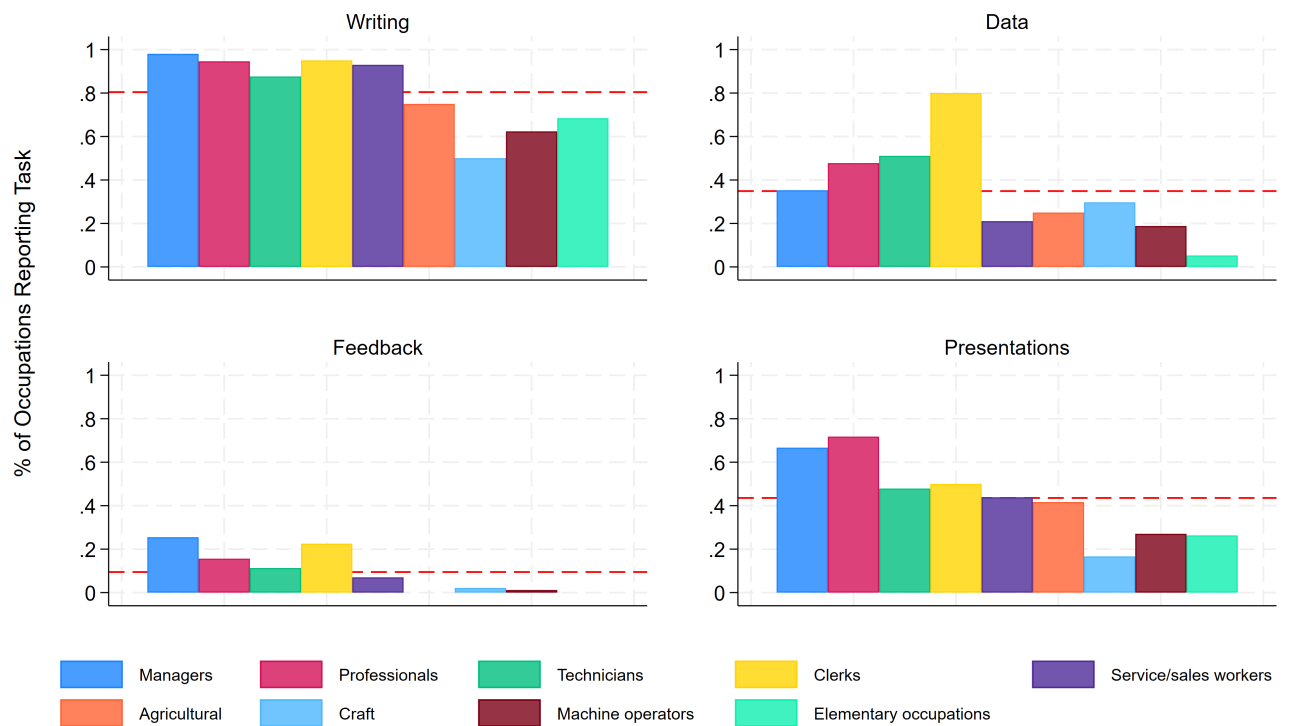 Writing
Data
1
.8
.6
.4
.2
0
1
.8
.6
.4
.2
0
% of Occupations Reporting Task
Feedback
Presentations
1
.8
.6
.4
.2
0
1
.8
.6
.4
.2
0
Managers
Professionals
Technicians
Clerks
Service/sales workers
Agricultural
Craft
Machine operators
Elementary occupations